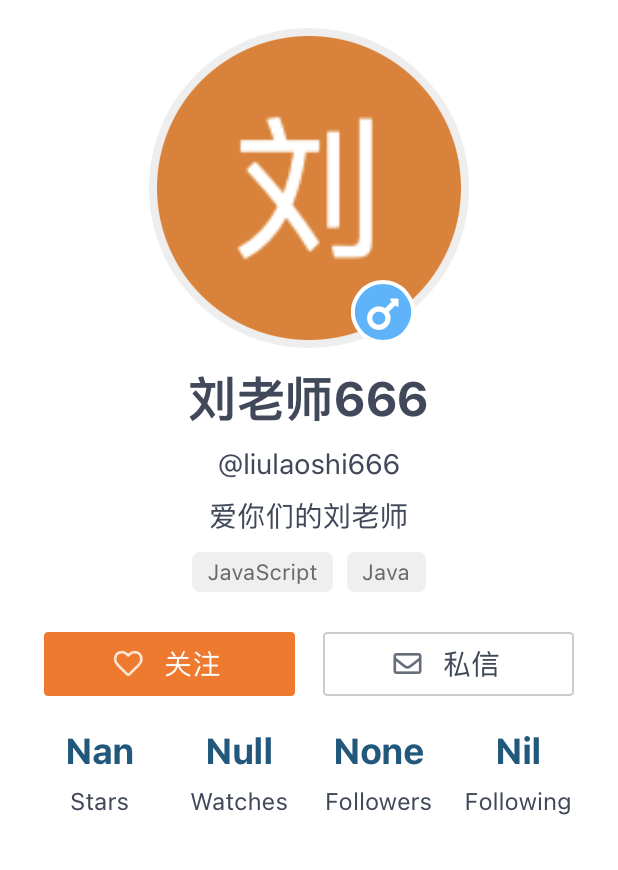 刘
刘老师666
@liulaoshi666
爱你们的刘老师
JavaScript Java
关注 私信
Nan Null None Nil
Stars Watches Followers Following